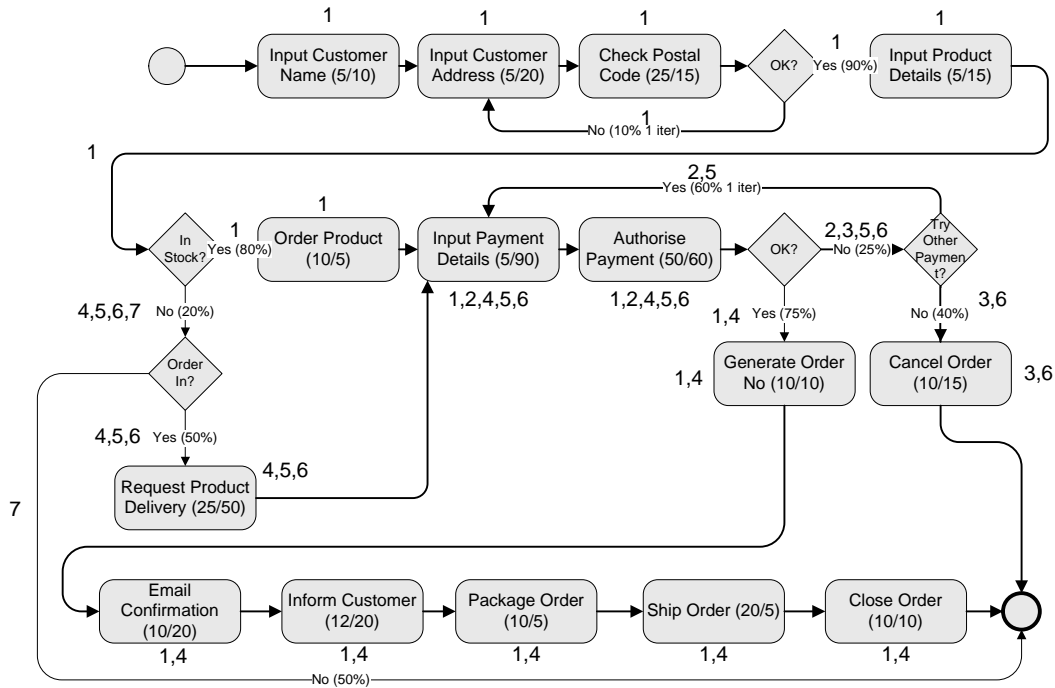 1
1
1
1
1
Input Customer
Name (5/10)
Input Customer
Address (5/20)
Check Postal
Code (25/15)
OK?
Yes (90%)
Input Product
Details (5/15)
1
No (10% 1 iter)
1
2,5
Yes (60% 1 iter)
1
1
In
Stock?
Yes (80%)
Order Product
(10/5)
Input Payment
Details (5/90)
Authorise
Payment (50/60)
OK?
2,3,5,6
No (25%)
Try
Other
Paymen
t?
4,5,6,7
No (20%)
1,2,4,5,6
1,2,4,5,6
1,4
Yes (75%)
No (40%)
3,6
Order
In?
1,4
Generate Order
No (10/10)
Cancel Order
(10/15)
3,6
4,5,6
Yes (50%)
4,5,6
Request Product
Delivery (25/50)
7
Email
Confirmation
(10/20)
Inform Customer
(12/20)
Package Order
(10/5)
Ship Order (20/5)
Close Order
(10/10)
1,4
1,4
1,4
1,4
1,4
No (50%)